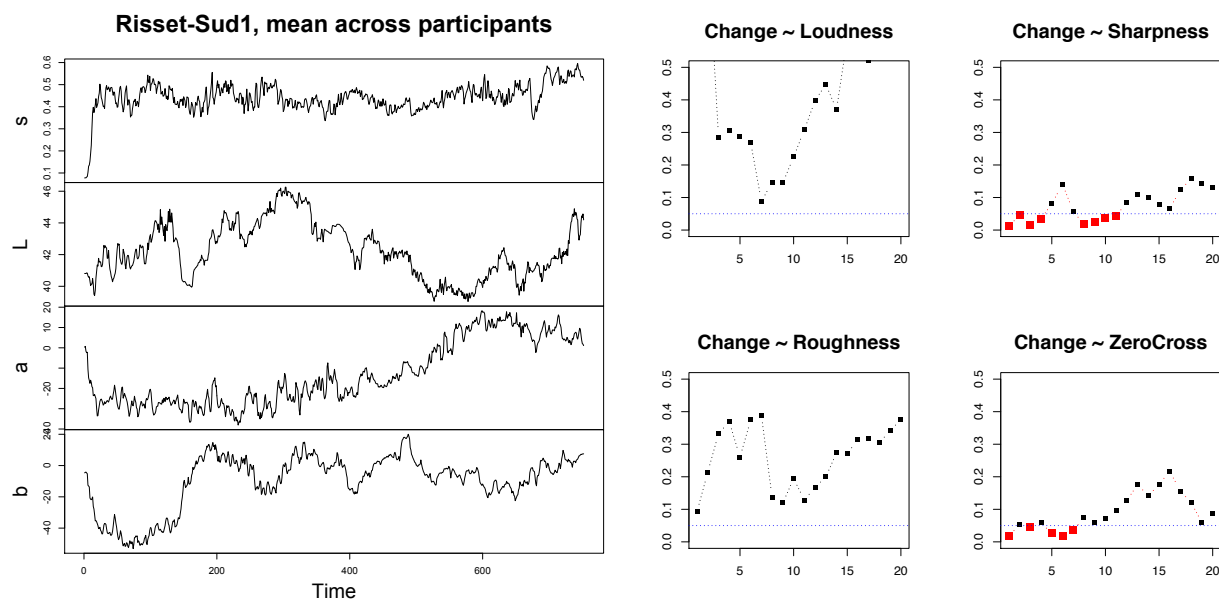 Risset-Sud1, mean across participants
s
0.1 0.2 0.3 0.4 0.5 0.6
L
40 42 44 46
a
-20 0 10 20
b
-40 -20 0 20
0 200 400 600
Time
Change ~ Loudness
0.0 0.1 0.2 0.3 0.4 0.5
5 10 15 20
Change ~ Sharpness
0.0 0.1 0.2 0.3 0.4 0.5
5 10 15 20
Change ~ Roughness
0.0 0.1 0.2 0.3 0.4 0.5
5 10 15 20
Change ~ ZeroCross
0.0 0.1 0.2 0.3 0.4 0.5
5 10 15 20